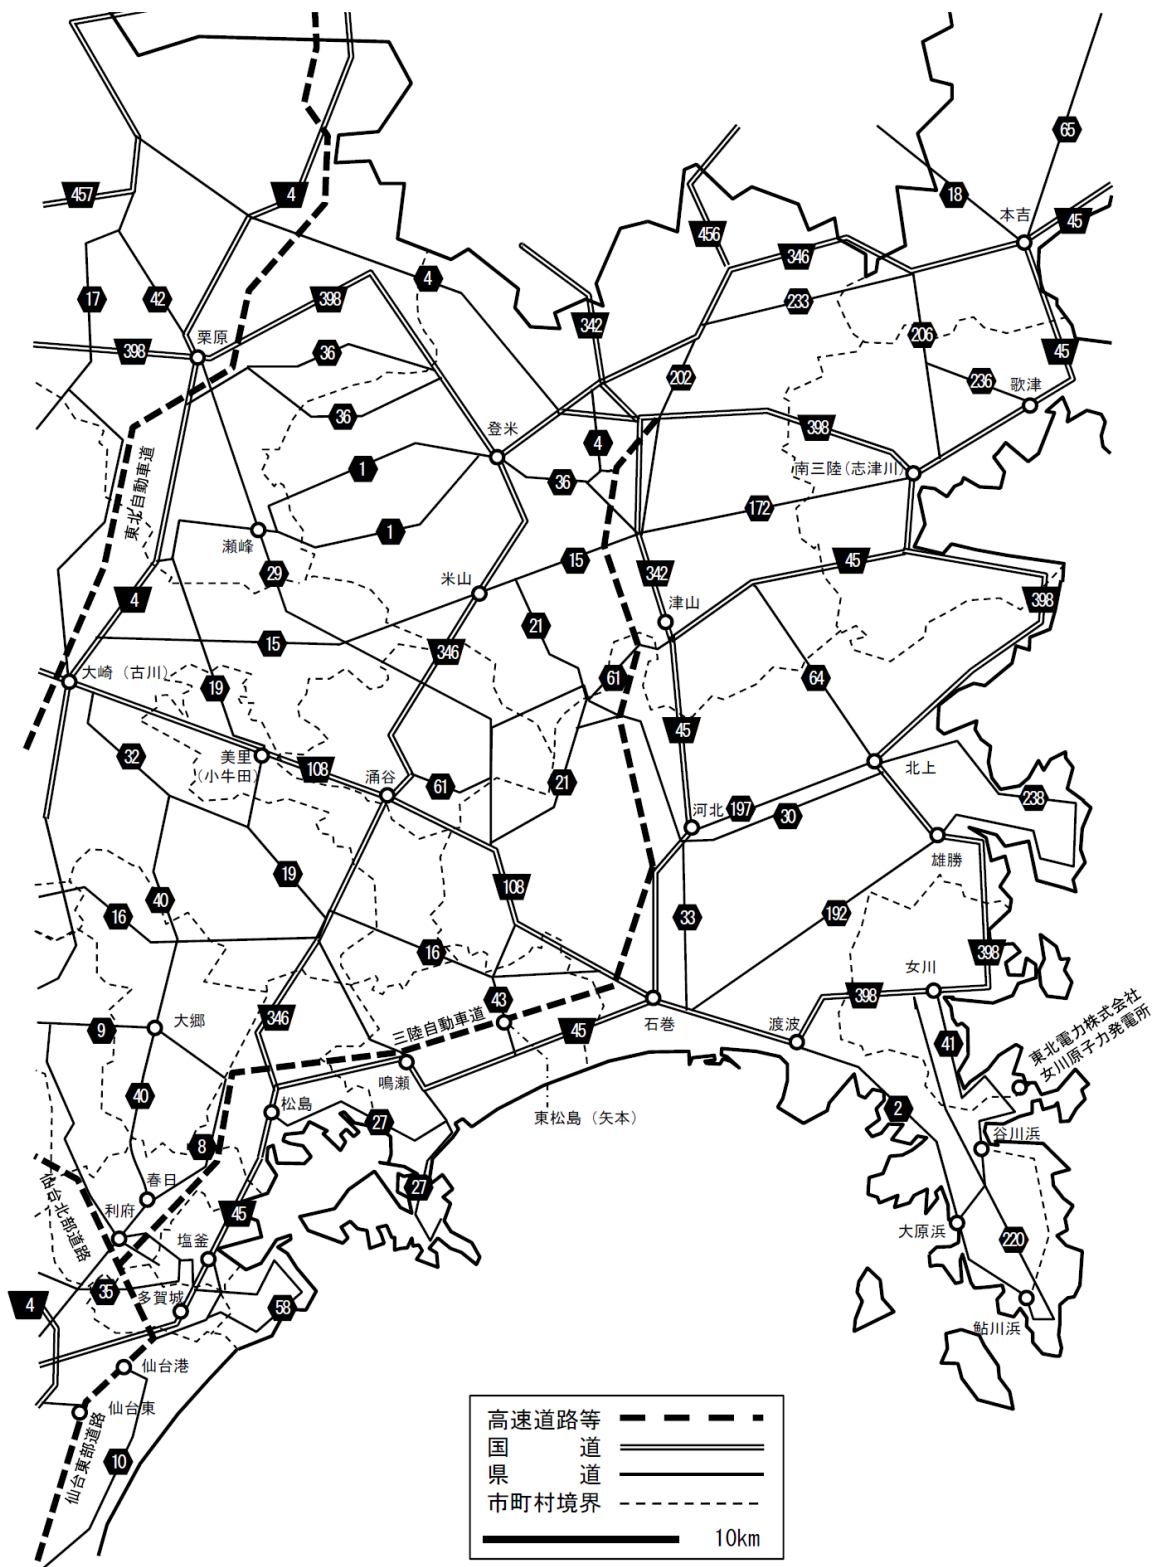 65
18
457
4
本吉
45
456
346
4
17
42
398
233
342
206
栗原
398
45
36
202
236
歌津
36
398
4
登米
1
南三陸(志津川)
36
172
東北自動車道
1
瀬峰
45
15
29
342
米山
4
398
津山
21
15
346
大崎（古川）
61
64
19
45
32
美里
（小牛田）
108
涌谷
61
21
北上
238
河北
197
30
雄勝
19
108
40
16
192
33
16
398
女川
398
43
346
石巻
9
大郷
三陸自動車道
45
渡波
41
東北電力株式会社
女川原子力発電所
鳴瀬
40
松島
27
東松島（矢本）
2
谷川浜
8
春日
27
仙台北部道路
利府
45
大原浜
塩釜
220
35
多賀城
4
58
鮎川浜
仙台港
仙台東
仙台東部道路
10
高速道路等
国道
県道
市町村境界
10km